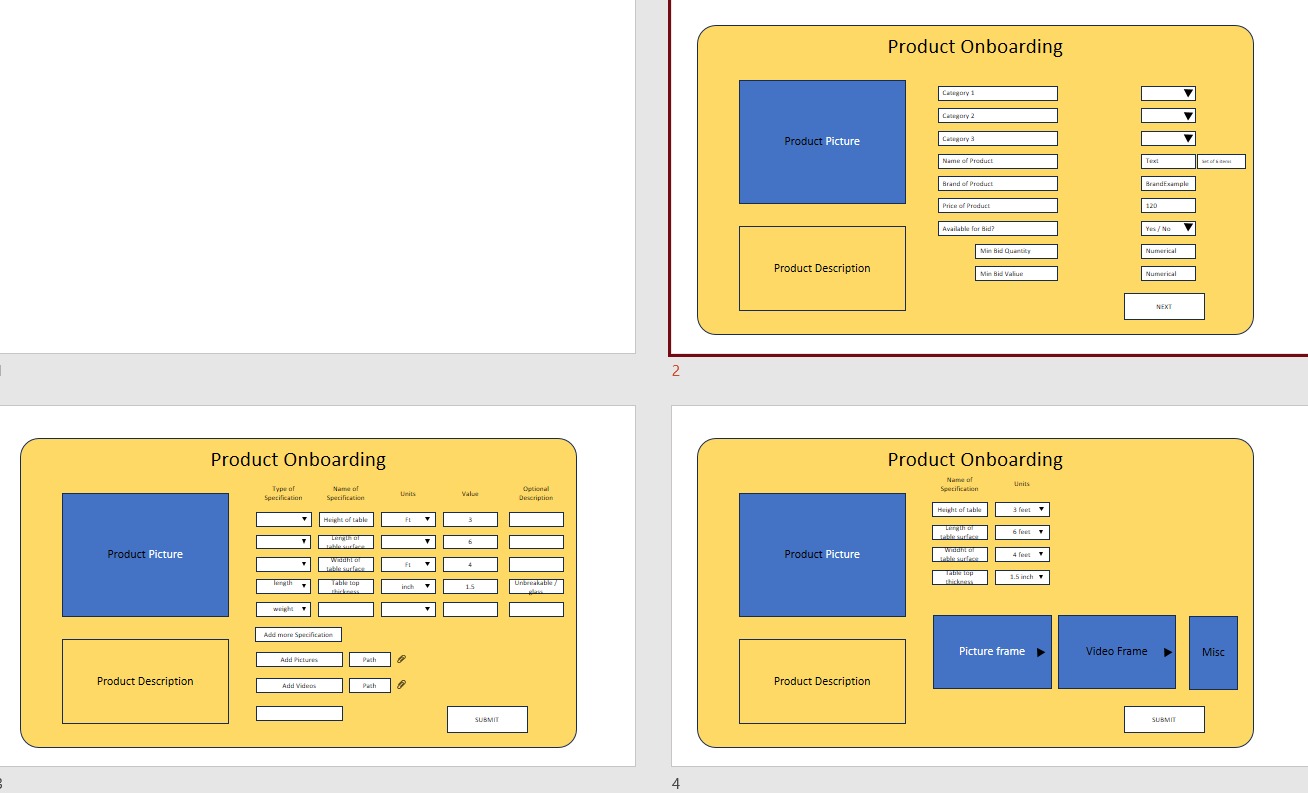 Product Onboarding
Product Picture
Product Description
Category 1
Category 2
Category 3
Name of Product
Text
Set of 6 items
Brand of Product
BrandExample
Price of Product
120
Available for Bid?
Yes / No
Min Bid Quantity
Numerical
Min Bid Valiue
Numerical
NEXT
2
Product Onboarding
Product Picture
Product Description
Type of
Specification
Name of
Specification
Units
Value
Optional
Description
Height of table
Ft
3
Length of
table surface
6
Widdht of
table surface
Ft
4
length
Table top
thickness
inch
1.5
Unbreakable /
glass
weight
Add more Specification
Add Pictures
Path
Add Videos
Path
SUBMIT
3
Product Onboarding
Product Picture
Product Description
Name of
Specification
Units
Height of table
3 feet
Length of
table surface
6 feet
Widdht of
table surface
4 feet
Table top
thickness
1.5 inch
Picture frame
Video Frame
Misc
SUBMIT
4